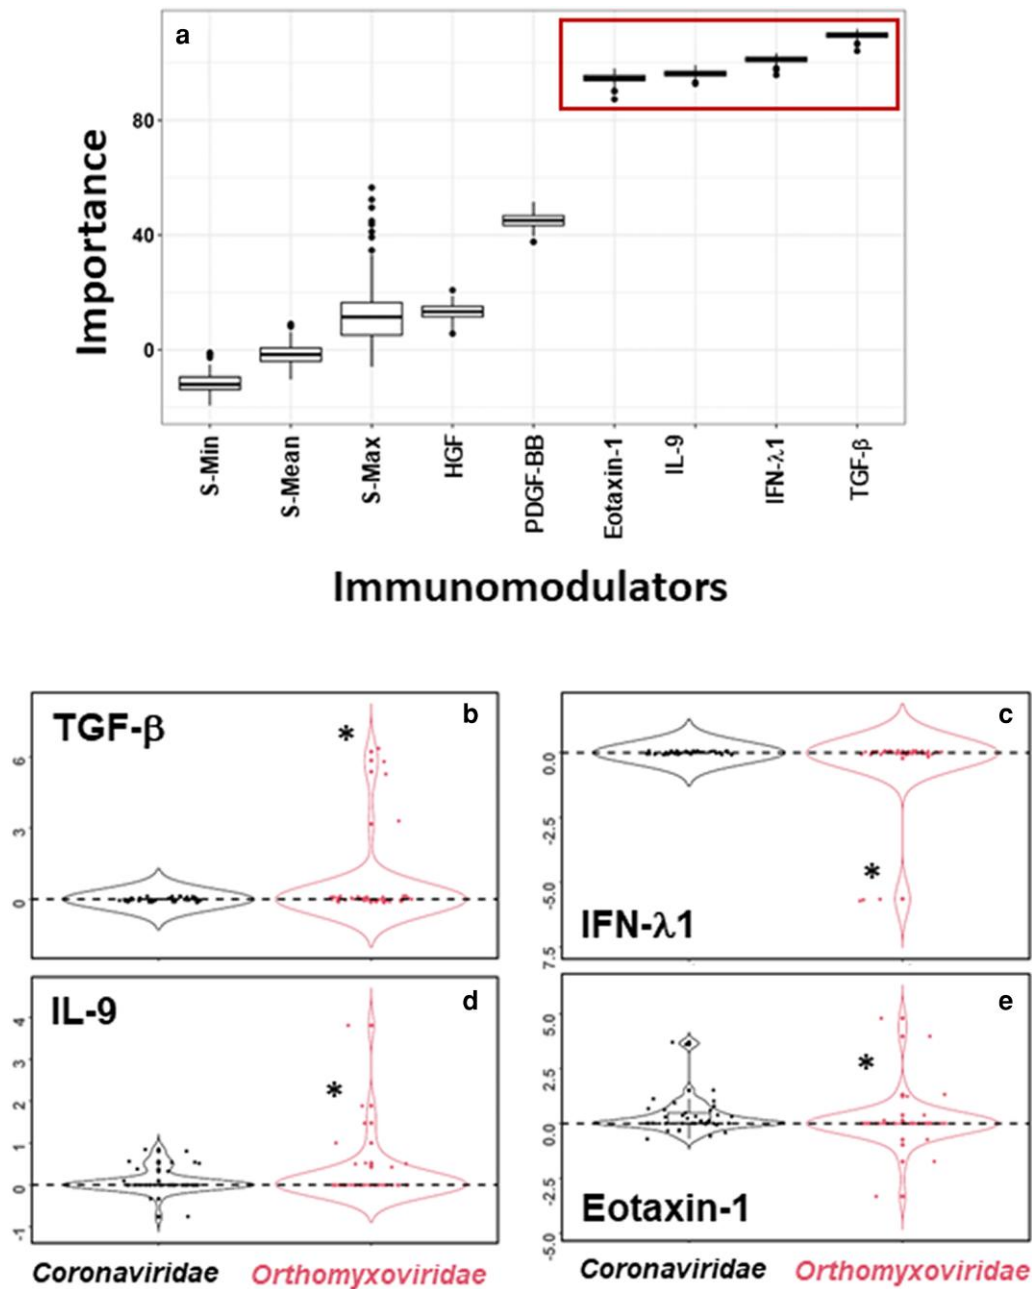 a
Importance
80
40
0
S-Min
S-Mean
S-Max
HGF
PDGF-BB
Eotaxin-1
IL-9
IFN-λ1
TGF-β
Immunomodulators
TGF-β
*
b
6
3
0
c
0.0
-2.5
-5.0
7.5
*
IFN-λ1
IL-9
*
d
4
3
2
1
0
-1
e
5.0
2.5
0.0
-2.5
-5.0
*
Eotaxin-1
Coronaviridae Orthomyxoviridae
Coronaviridae Orthomyxoviridae